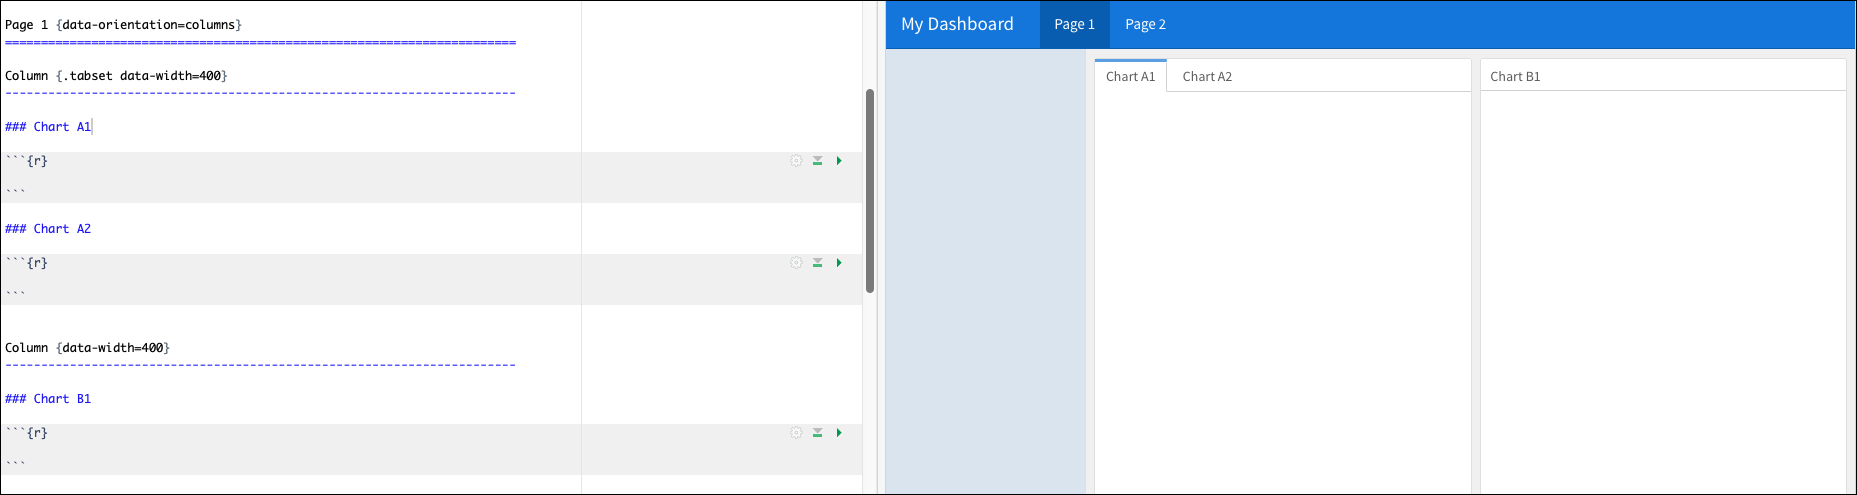 Page 1 {data-orientation=columns}
=======================================================================
Column {.tabset data-width=400}
-----------------------------------------------------------------------
### Chart A1
```{r}
```
### Chart A2
```{r}
```
Column {data-width=400}
-----------------------------------------------------------------------
### Chart B1
```{r}
```
My Dashboard Page 1 Page 2
Chart A1 Chart A2 Chart B1